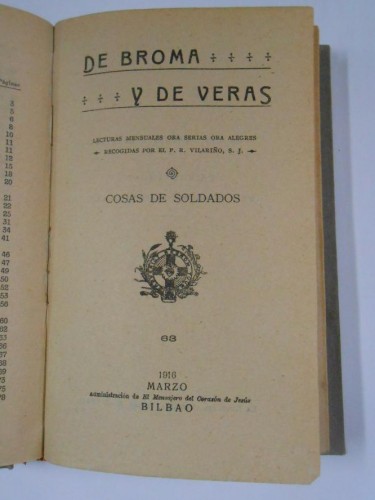 DE BROMA
Y DE VERAS
LECTURAS MENSUALES ORA SERIAS ORA ALEGRES
RECOGIDAS POR EL P. R. VILARIÑO, S. J.
COSAS DE SOLDADOS
63
1916
MARZO
administración de El Mensajero del Corazón de Jesús
BILBAO